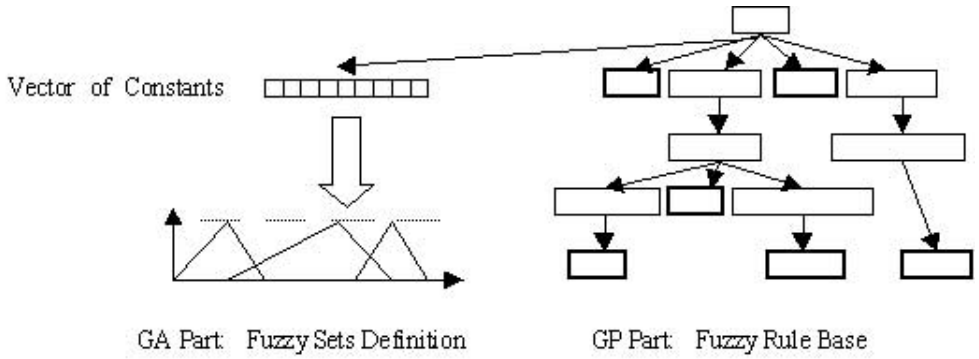 Vector of Constants
GA Part: Fuzzy Sets Definition
GP Part: Fuzzy Rule Base